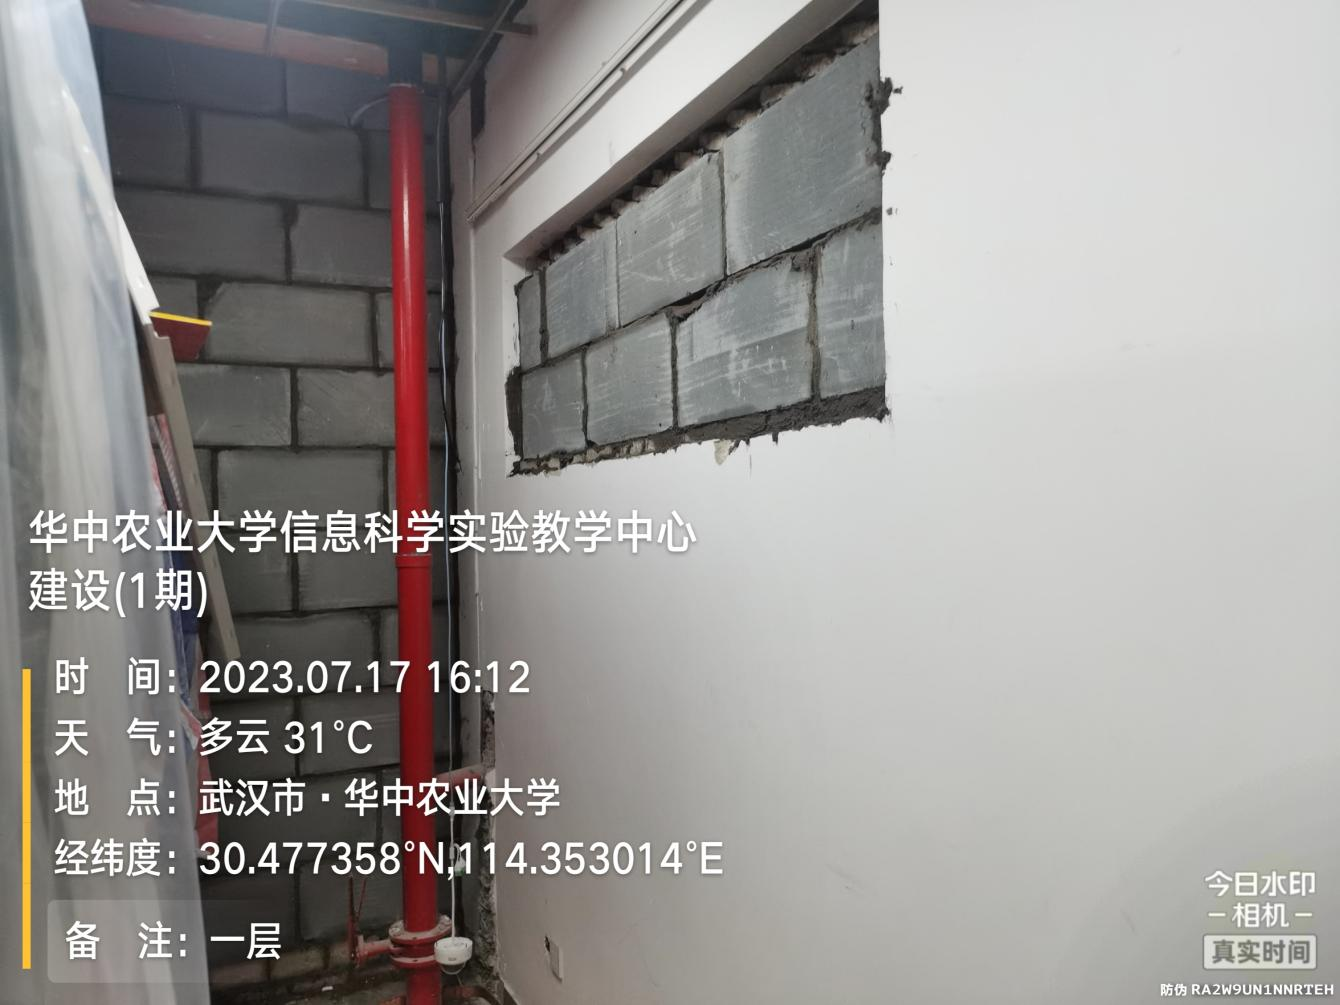 华中农业大学信息科学实验教学中心
建设(1期)
时 间：2023.07.17 16:12
天 气：多云 31°C
地 点：武汉市·华中农业大学
经纬度：30.477358°N,114.353014°E
备 注：一层
今日水印
相机
真实时间
防伪 RA2W9UN1NNRTEH